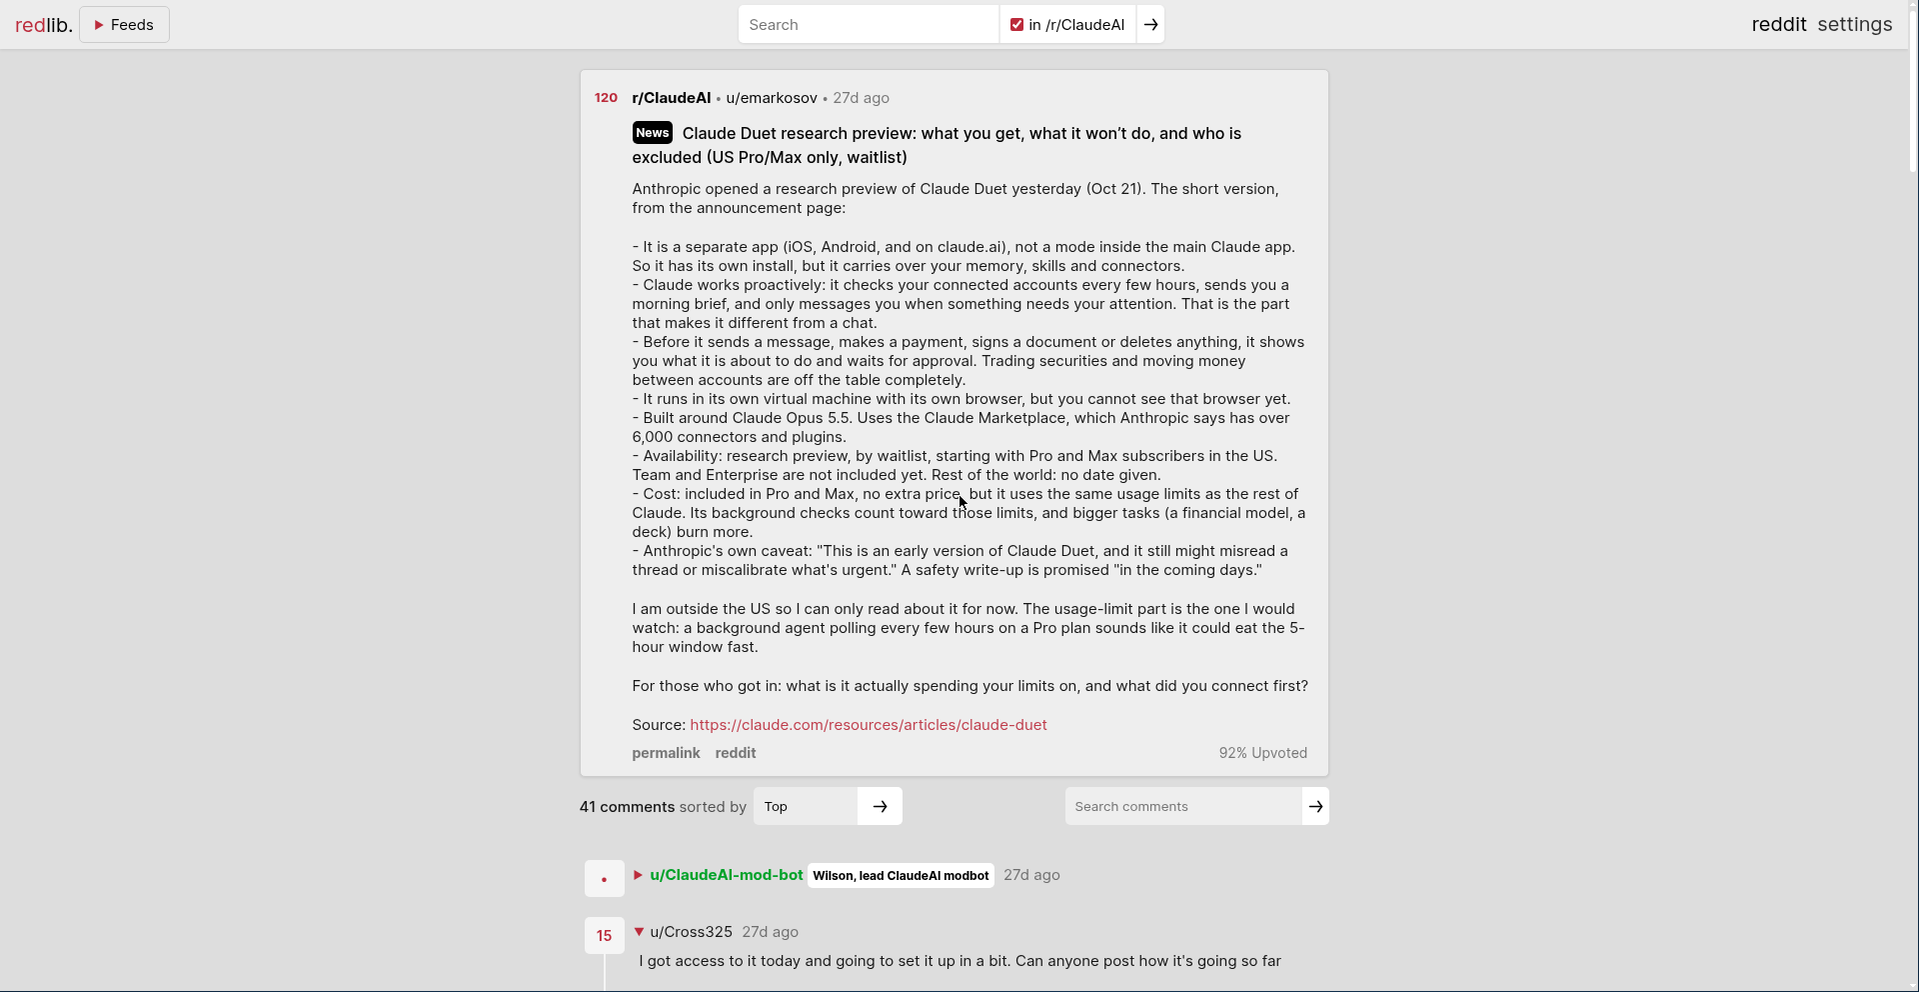 redlib.
Feeds
Search
in /r/ClaudeAI
→
reddit settings
120
r/ClaudeAI • u/emarkosov • 27d ago
News Claude Duet research preview: what you get, what it won’t do, and who is
excluded (US Pro/Max only, waitlist)
Anthropic opened a research preview of Claude Duet yesterday (Oct 21). The short version,
from the announcement page:
- It is a separate app (iOS, Android, and on claude.ai), not a mode inside the main Claude app.
So it has its own install, but it carries over your memory, skills and connectors.
- Claude works proactively: it checks your connected accounts every few hours, sends you a
morning brief, and only messages you when something needs your attention. That is the part
that makes it different from a chat.
- Before it sends a message, makes a payment, signs a document or deletes anything, it shows
you what it is about to do and waits for approval. Trading securities and moving money
between accounts are off the table completely.
- It runs in its own virtual machine with its own browser, but you cannot see that browser yet.
- Built around Claude Opus 5.5. Uses the Claude Marketplace, which Anthropic says has over
6,000 connectors and plugins.
- Availability: research preview, by waitlist, starting with Pro and Max subscribers in the US.
Team and Enterprise are not included yet. Rest of the world: no date given.
- Cost: included in Pro and Max, no extra price, but it uses the same usage limits as the rest of
Claude. Its background checks count toward those limits, and bigger tasks (a financial model, a
deck) burn more.
- Anthropic's own caveat: "This is an early version of Claude Duet, and it still might misread a
thread or miscalibrate what's urgent." A safety write-up is promised "in the coming days."
I am outside the US so I can only read about it for now. The usage-limit part is the one I would
watch: a background agent polling every few hours on a Pro plan sounds like it could eat the 5-
hour window fast.
For those who got in: what is it actually spending your limits on, and what did you connect first?
Source: https://claude.com/resources/articles/claude-duet
permalink reddit
92% Upvoted
41 comments sorted by
Top
→
Search comments
→
•
u/ClaudeAI-mod-bot Wilson, lead ClaudeAI modbot 27d ago
15
u/Cross325 27d ago
I got access to it today and going to set it up in a bit. Can anyone post how it's going so far